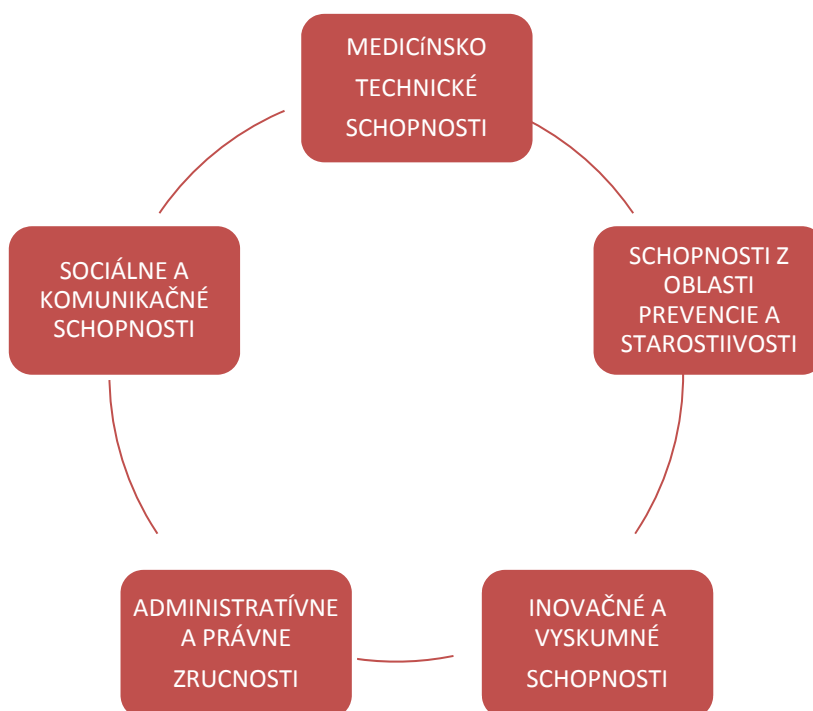 MEDICíNSKO
TECHNICKÉ
SCHOPNOSTI
SCHOPNOSTI Z
OBLASTI
PREVENCIE A
STAROSTIIVOSTI
INOVAČNÉ A
VYSKUMNÉ
SCHOPNOSTI
ADMINISTRATÍVNE
A PRÁVNE
ZRUCNOSTI
SOCIÁLNE A
KOMUNIKAČNÉ
SCHOPNOSTI